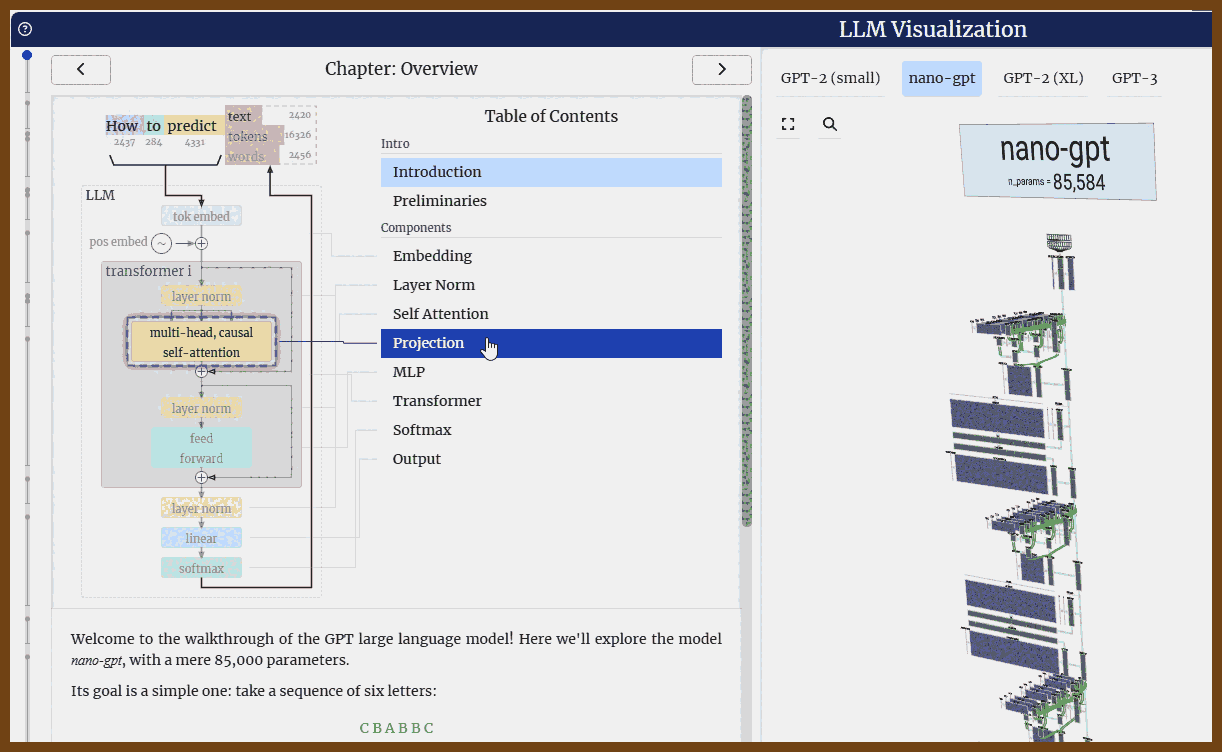 LLM Visualization
Chapter: Overview
How to predict
2437 284 4331
text 2420
tokens 16326
words 2456
LLM
tok embed
pos embed
transformer i
layer norm
multi-head, causal
self-attention
layer norm
feed
forward
layer norm
linear
softmax
Table of Contents
Intro
Introduction
Preliminaries
Components
Embedding
Layer Norm
Self Attention
Projection
MLP
Transformer
Softmax
Output
Welcome to the walkthrough of the GPT large language model! Here we'll explore the model
nano-gpt, with a mere 85,000 parameters.
Its goal is a simple one: take a sequence of six letters:
C B A B B C
GPT-2 (small) nano-gpt GPT-2 (XL) GPT-3
nano-gpt
n_params = 85,584